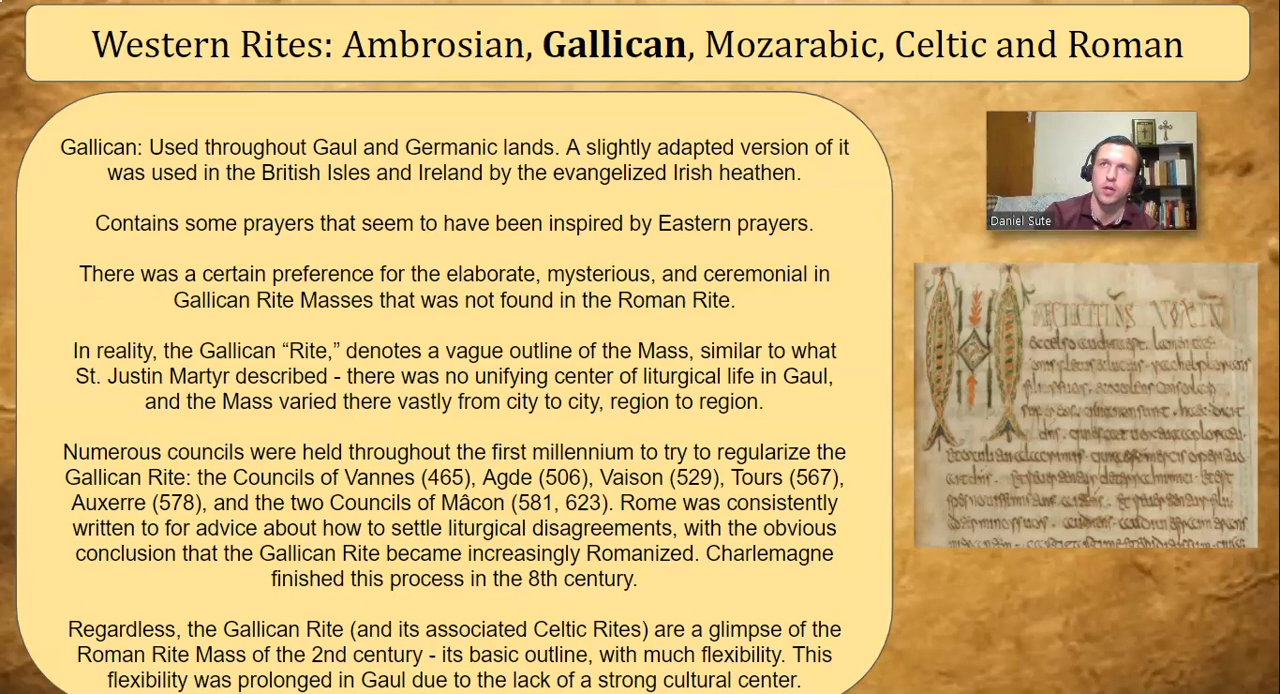 Western Rites: Ambrosian, Gallican, Mozarabic, Celtic and Roman
Gallican: Used throughout Gaul and Germanic lands. A slightly adapted version of it
was used in the British Isles and Ireland by the evangelized Irish heathen.
Contains some prayers that seem to have been inspired by Eastern prayers.
There was a certain preference for the elaborate, mysterious, and ceremonial in
Gallican Rite Masses that was not found in the Roman Rite.
In reality, the Gallican “Rite,” denotes a vague outline of the Mass, similar to what
St. Justin Martyr described - there was no unifying center of liturgical life in Gaul,
and the Mass varied there vastly from city to city, region to region.
Numerous councils were held throughout the first millennium to try to regularize the
Gallican Rite: the Councils of Vannes (465), Agde (506), Vaison (529), Tours (567),
Auxerre (578), and the two Councils of Mâcon (581, 623). Rome was consistently
written to for advice about how to settle liturgical disagreements, with the obvious
conclusion that the Gallican Rite became increasingly Romanized. Charlemagne
finished this process in the 8th century.
Regardless, the Gallican Rite (and its associated Celtic Rites) are a glimpse of the
Roman Rite Mass of the 2nd century - its basic outline, with much flexibility. This
flexibility was prolonged in Gaul due to the lack of a strong cultural center.
Daniel Sute